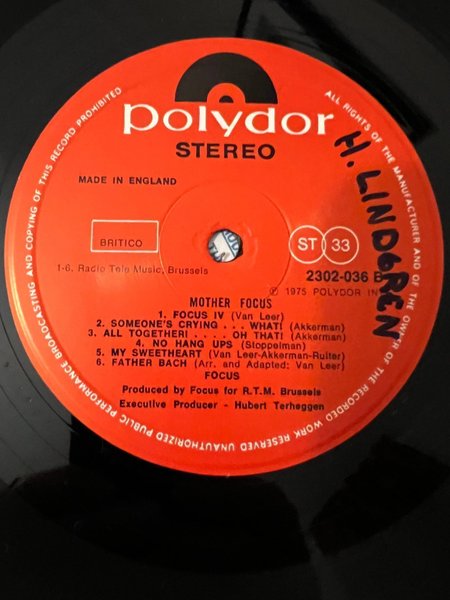 polydor
STEREO
MADE IN ENGLAND
BRITICO
ST 33
1-6. Radio Tele Music, Brussels
2302-036 B
℗ 1975 POLYDOR IN
MOTHER FOCUS
1. FOCUS IV (Van Leer)
2. SOMEONE'S CRYING . . . WHAT! (Akkerman)
3. ALL TOGETHER! . . . . OH THAT! (Akkerman)
4. NO HANG UPS (Stoppelman)
5. MY SWEETHEART (Van Leer-Akkerman-Ruiter)
6. FATHER BACH (Arr. and Adapted: Van Leer)
FOCUS
Produced by Focus for R.T.M. Brussels
Executive Producer - Hubert Terheggen
H. LINDGREN
ALL RIGHTS OF THE MANUFACTURER AND OF THE OWNER OF THE RECORDED WORK RESERVED UNAUTHORIZED PUBLIC PERFORMANCE BROADCASTING AND COPYING OF THIS RECORD PROHIBITED